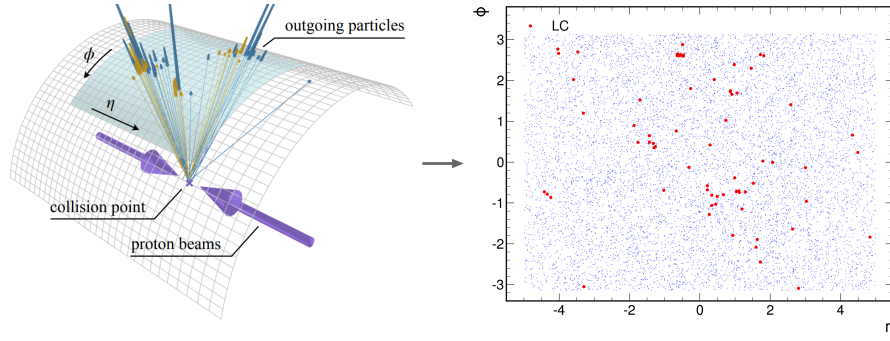 outgoing particles
ϕ
η
collision point
proton beams
ϕ
LC
3
2
1
0
-1
-2
-3
-4
-2
0
2
4